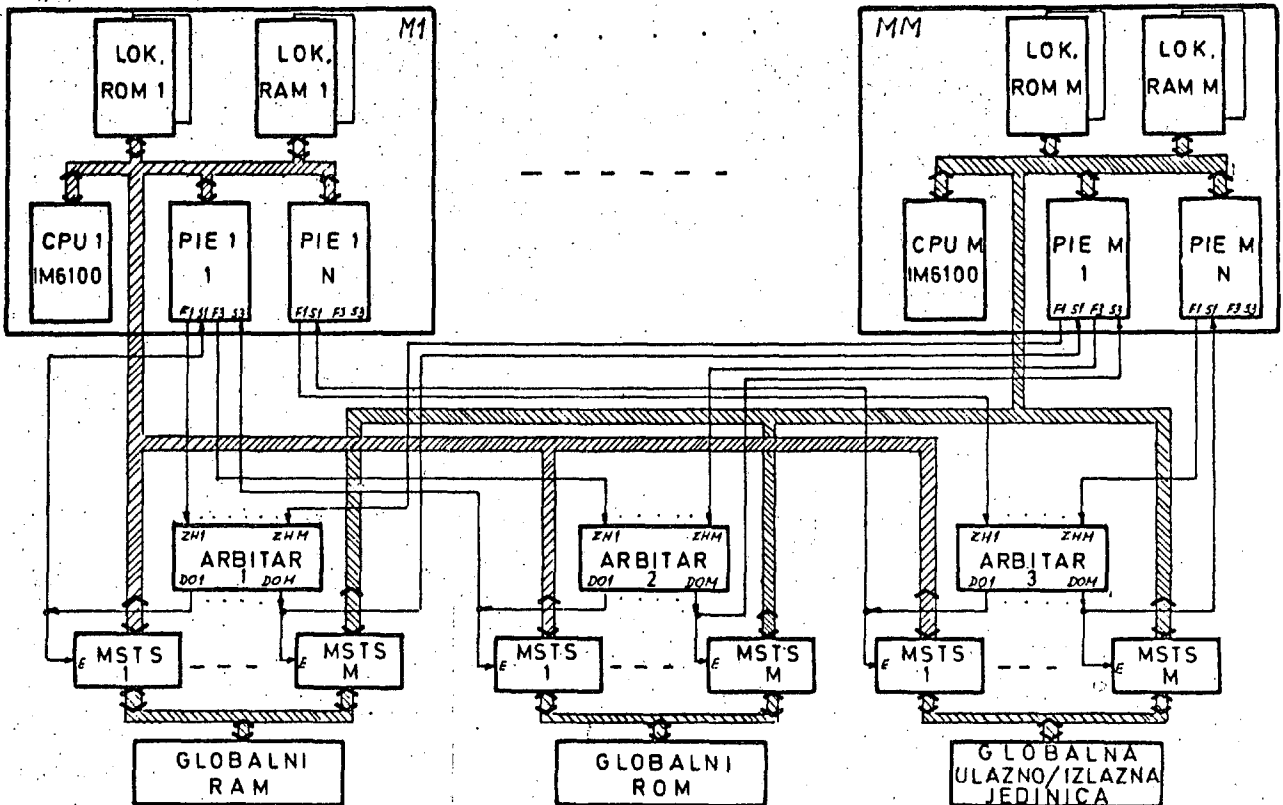 M1
LOK.
ROM 1
LOK.
RAM 1
CPU 1
IM6100
PIE 1
1
F1 S1 F3 S3
PIE 1
N
F1 S1 F3 S3
MM
LOK.
ROM M
LOK.
RAM M
CPU M
IM6100
PIE M
1
F1 S1 F3 S3
PIE M
N
F1 S1 F3 S3
ZH1 ZHM
ARBITAR
1
DO1 DOM
ZH1 ZHM
ARBITAR
2
DO1 DOM
ZH1 ZHM
ARBITAR
3
DO1 DOM
E MSTS
1
E MSTS
M
E MSTS
1
E MSTS
M
E MSTS
1
E MSTS
M
GLOBALNI
RAM
GLOBALNI
ROM
GLOBALNA
ULAZNO/IZLAZNA
JEDINICA